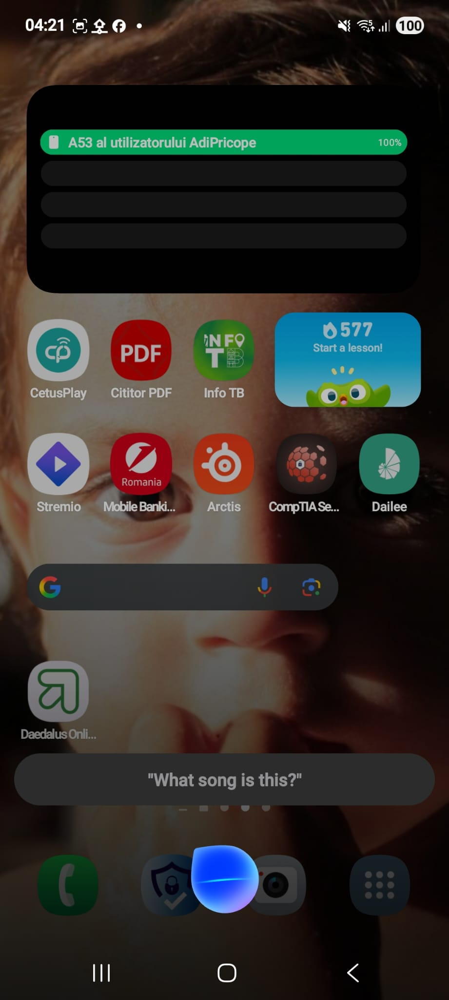 04:21
100
A53 al utilizatorului AdiPricope 100%
577
Start a lesson!
PDF
INFO
TB
CetusPlay Cititor PDF Info TB
Romania
Stremio Mobile Banki... Arctis CompTIA Se... Dailee
Daedalus Onli...
"What song is this?"